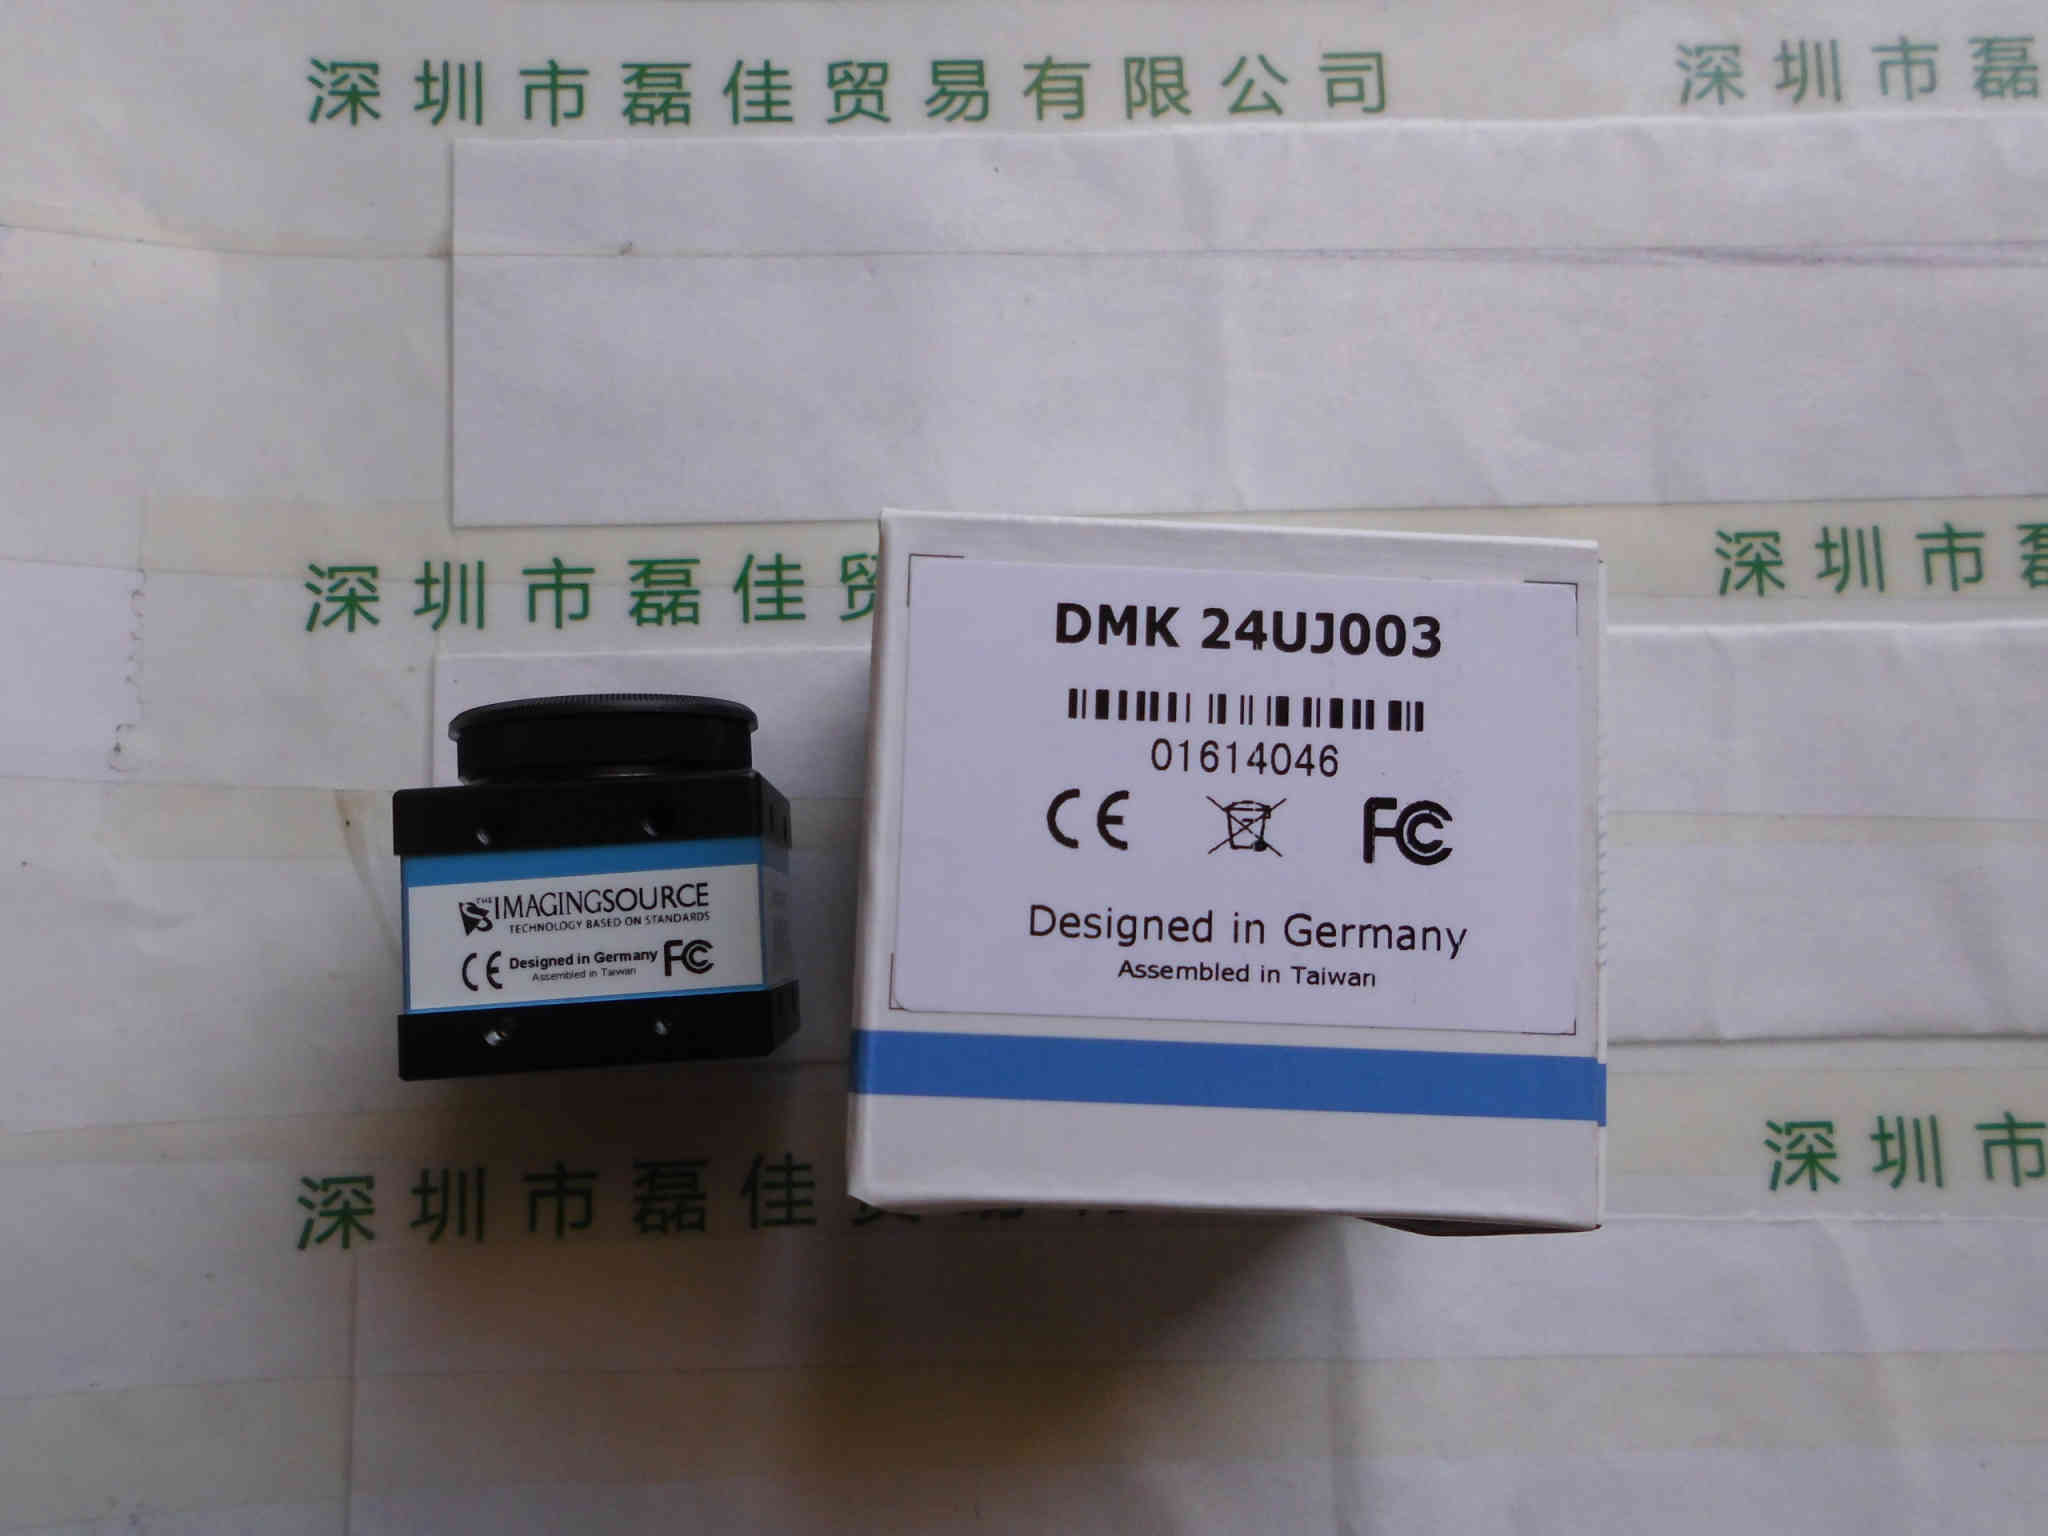 深圳市磊佳贸易有限公司
深圳市磊
深圳市磊佳贸
深圳市磊
DMK 24UJ003
01614046
CE
FC
Designed in Germany
Assembled in Taiwan
THE IMAGINGSOURCE
TECHNOLOGY BASED ON STANDARDS
CE Designed in Germany FC
Assembled in Taiwan
深圳市
深圳市磊佳